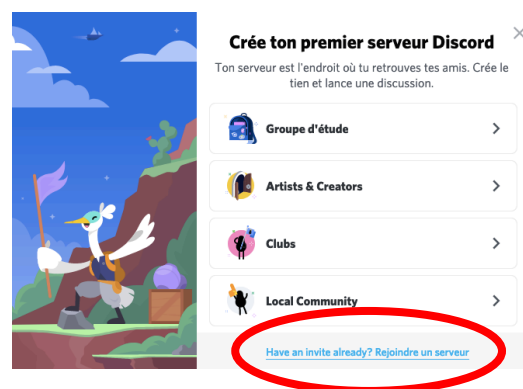 Crée ton premier serveur Discord
Ton serveur est l'endroit où tu retrouves tes amis. Crée le
tien et lance une discussion.
Groupe d'étude
Artists & Creators
Clubs
Local Community
Have an invite already? Rejoindre un serveur